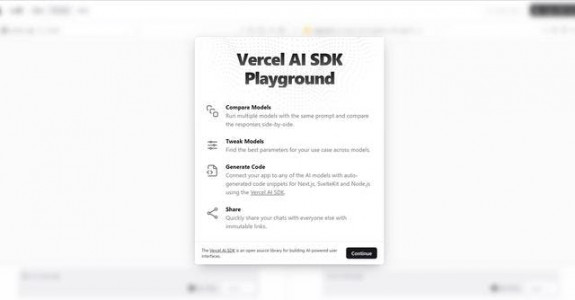 Vercel AI SDK
Playground
Compare Models
Run multiple models with the same prompt and compare
the responses side-by-side.
Tweak Models
Find the best parameters for your use case across models.
Generate Code
Connect your app to any of the AI models with auto-
generated code snippets for Next.js, SvelteKit and Node.js
using the Vercel AI SDK.
Share
Quickly share your chats with everyone else with
immutable links.
The Vercel AI SDK is an open source library for building AI-powered user
interfaces.
Continue